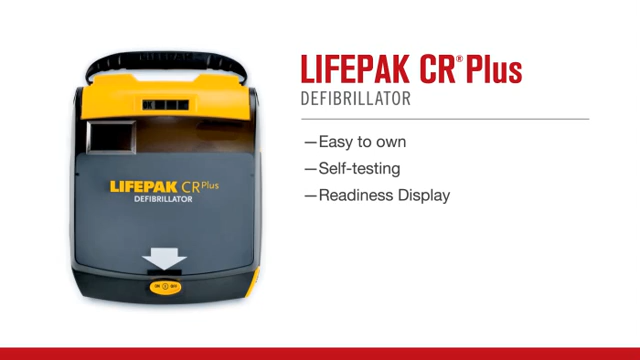 LIFEPAK CR® Plus
DEFIBRILLATOR
—Easy to own
—Self-testing
—Readiness Display
LIFEPAK CR Plus
DEFIBRILLATOR